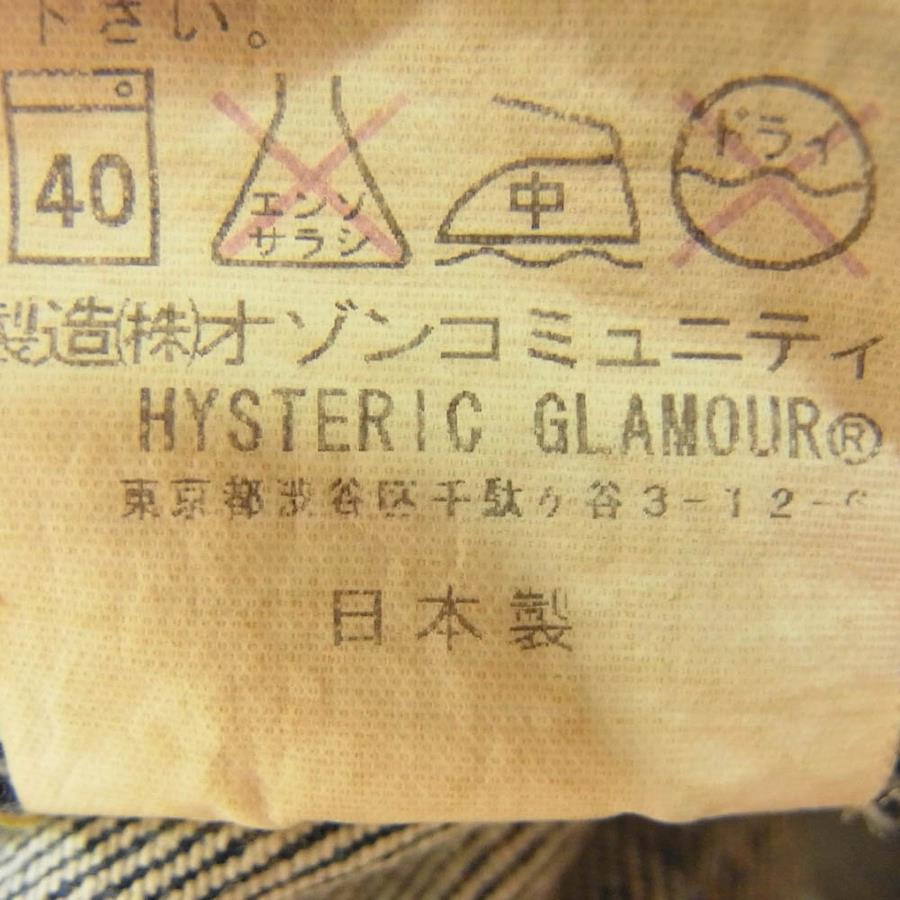 下さい。
40
エンソ
サラシ
中
ドライ
製造㈱オゾンコミュニティ
HYSTERIC GLAMOUR®
東京都渋谷区千駄ヶ谷3-12-
日本製